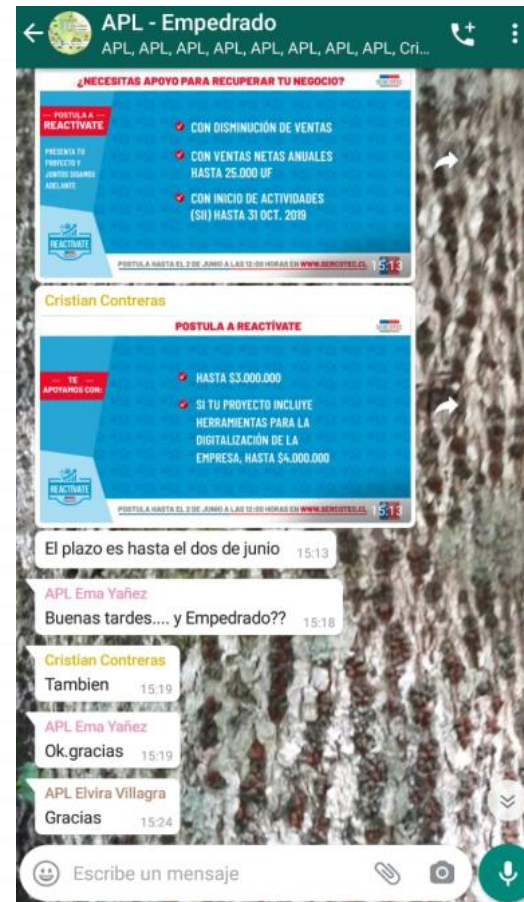 APL - Empedrado
APL, APL, APL, APL, APL, APL, APL, APL, Cri...
¿NECESITAS APOYO PARA RECUPERAR TU NEGOCIO?
POSTULA A
REACTÍVATE
PRESENTA TU
PROYECTO Y
JUNTOS SIGAMOS
ADELANTE
CON DISMINUCIÓN DE VENTAS
CON VENTAS NETAS ANUALES
HASTA 25.000 UF
CON INICIO DE ACTIVIDADES
(SII) HASTA 31 OCT. 2019
REACTÍVATE
POSTULA HASTA EL 2 DE JUNIO A LAS 12:00 HORAS EN WWW.SERCOTEC.CL
15:13
Cristian Contreras
POSTULA A REACTÍVATE
TE
APOYAMOS CON:
HASTA $3.000.000
SI TU PROYECTO INCLUYE
HERRAMIENTAS PARA LA
DIGITALIZACIÓN DE LA
EMPRESA, HASTA $4.000.000
REACTÍVATE
POSTULA HASTA EL 2 DE JUNIO A LAS 12:00 HORAS EN WWW.SERCOTEC.CL
15:13
El plazo es hasta el dos de junio 15:13
APL Ema Yañez
Buenas tardes.... y Empedrado?? 15:18
Cristian Contreras
Tambien 15:19
APL Ema Yañez
Ok.gracias 15:19
APL Elvira Villagra
Gracias 15:24
Escribe un mensaje